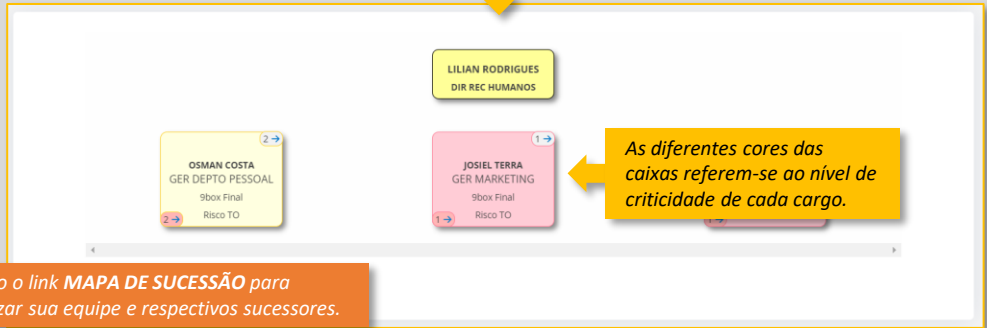 LILIAN RODRIGUES
DIR REC HUMANOS
2 →
OSMAN COSTA
GER DEPTO PESSOAL
9box Final
Risco TO
2 →
1 →
JOSIEL TERRA
GER MARKETING
9box Final
Risco TO
1 →
As diferentes cores das
caixas referem-se ao nível de
criticidade de cada cargo.
o link MAPA DE SUCESSÃO para
sua equipe e respectivos sucessores.